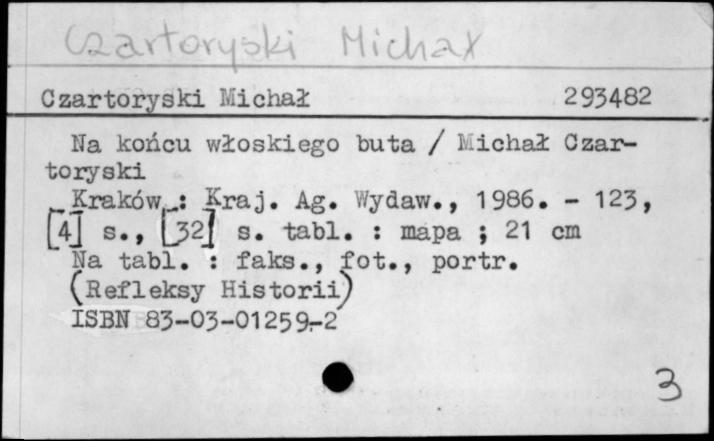 Czartoryski Michał
Czartoryski Michał 293482
Na końcu włoskiego buta / Michał Czar-
toryski
Kraków : Kraj. Ag. Wydaw., 1986. - 123,
[4] s., [32] s. tabl. : mapa ; 21 cm
Na tabl. : faks., fot., portr.
(Refleksy Historii)
ISBN 83-03-01259-2
3